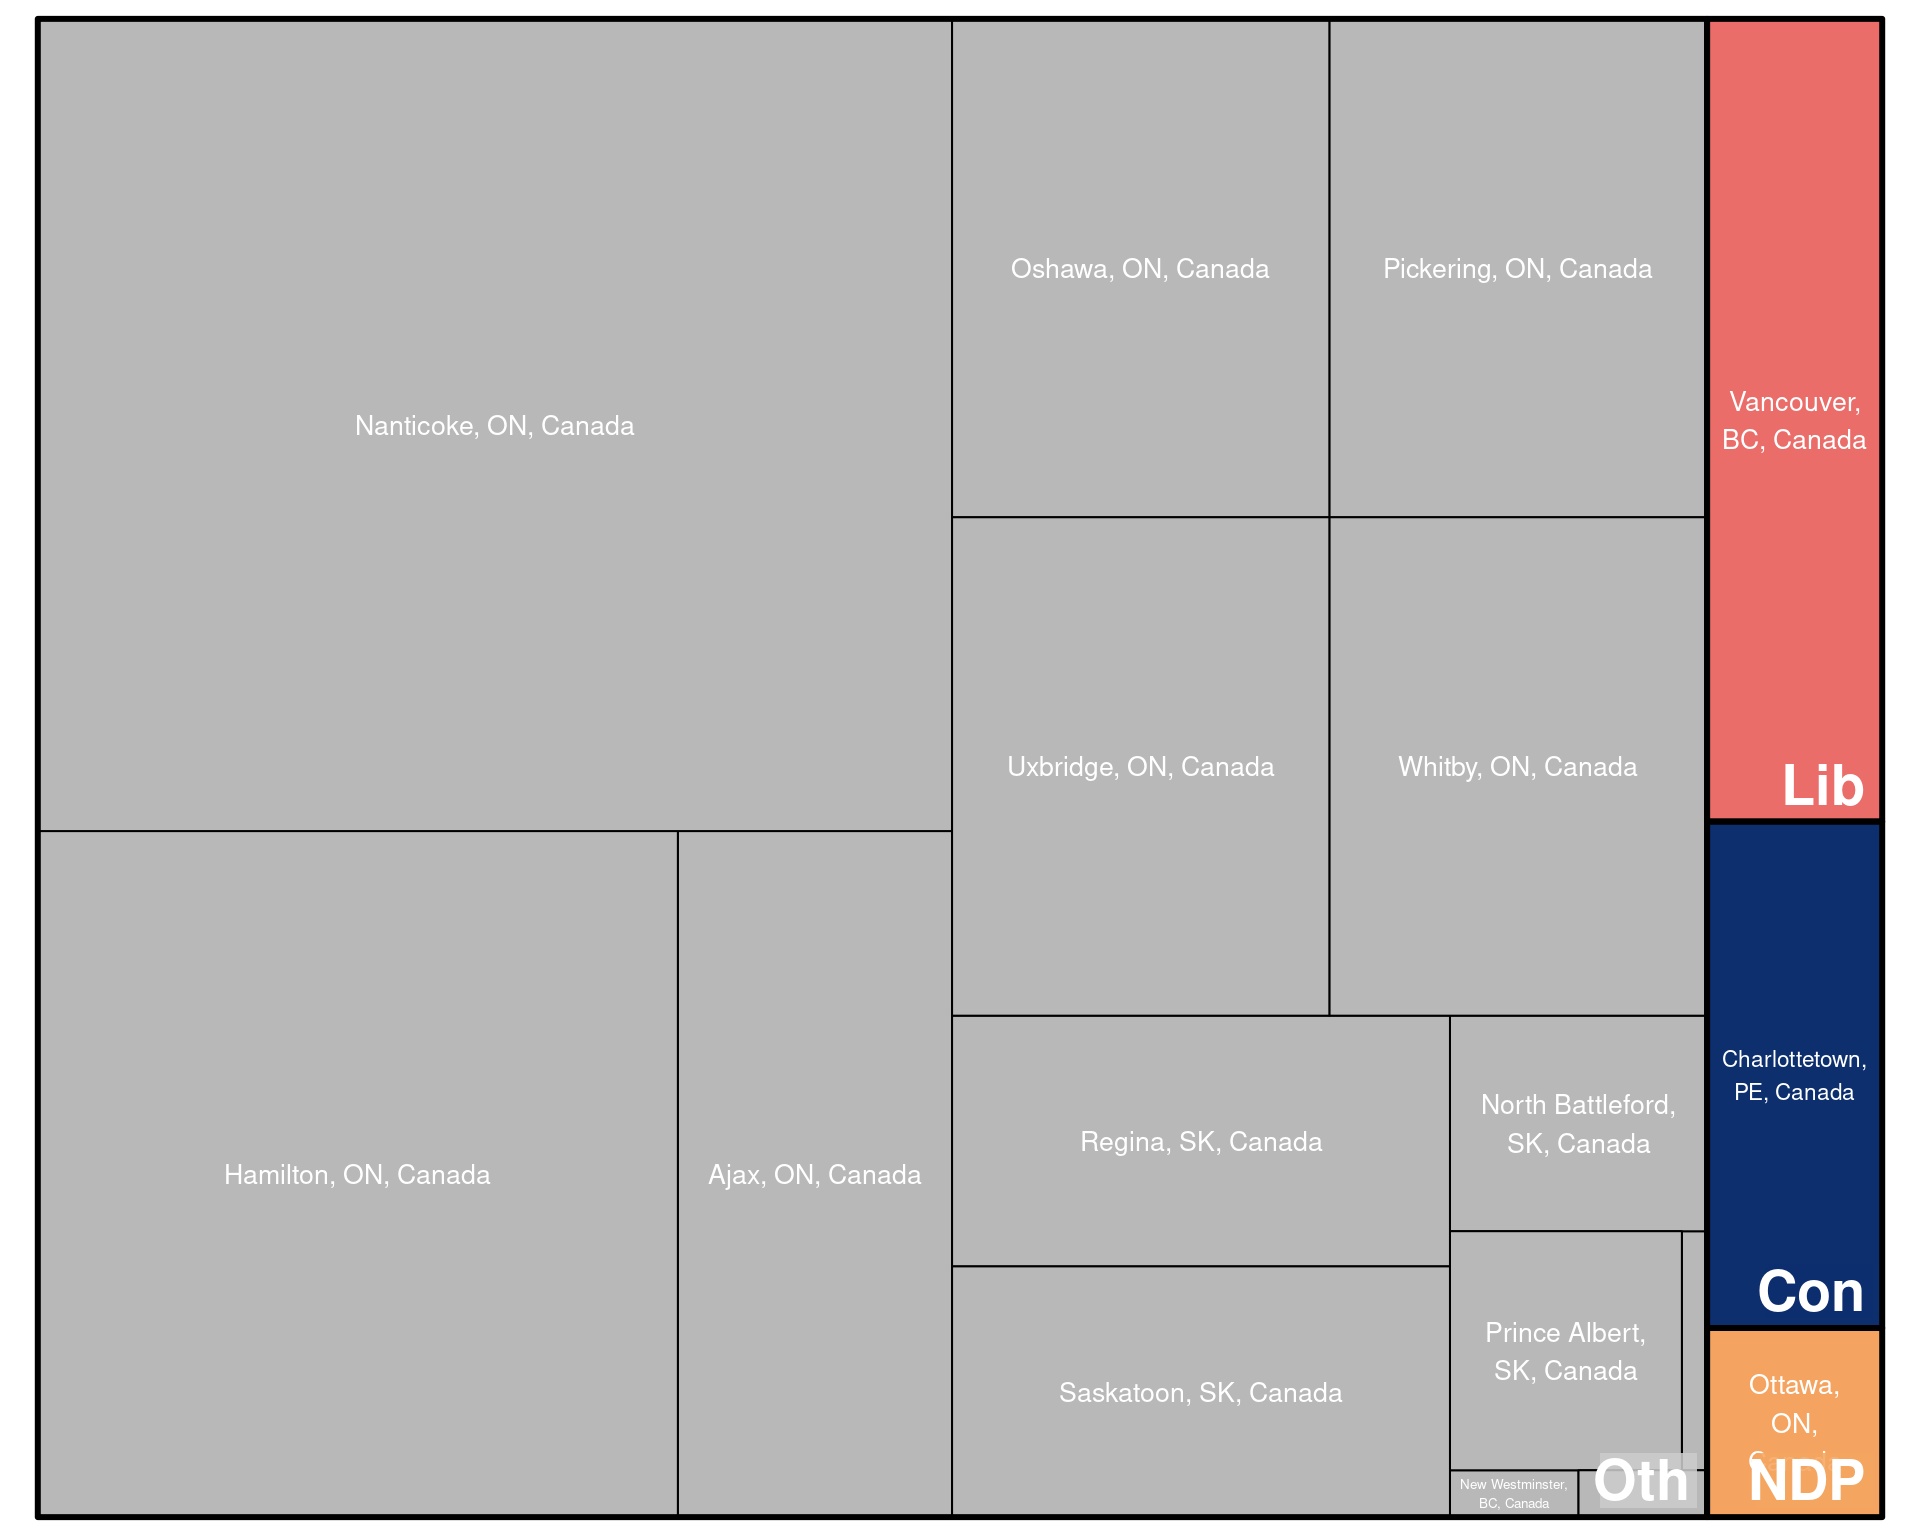 Nanticoke, ON, Canada
Oshawa, ON, Canada
Pickering, ON, Canada
Vancouver,
BC, Canada
Lib
Uxbridge, ON, Canada
Whitby, ON, Canada
Hamilton, ON, Canada
Ajax, ON, Canada
Regina, SK, Canada
North Battleford,
SK, Canada
Charlottetown,
PE, Canada
Con
Saskatoon, SK, Canada
Prince Albert,
SK, Canada
New Westminster,
BC, Canada
Oth
Ottawa,
ON,
NDP